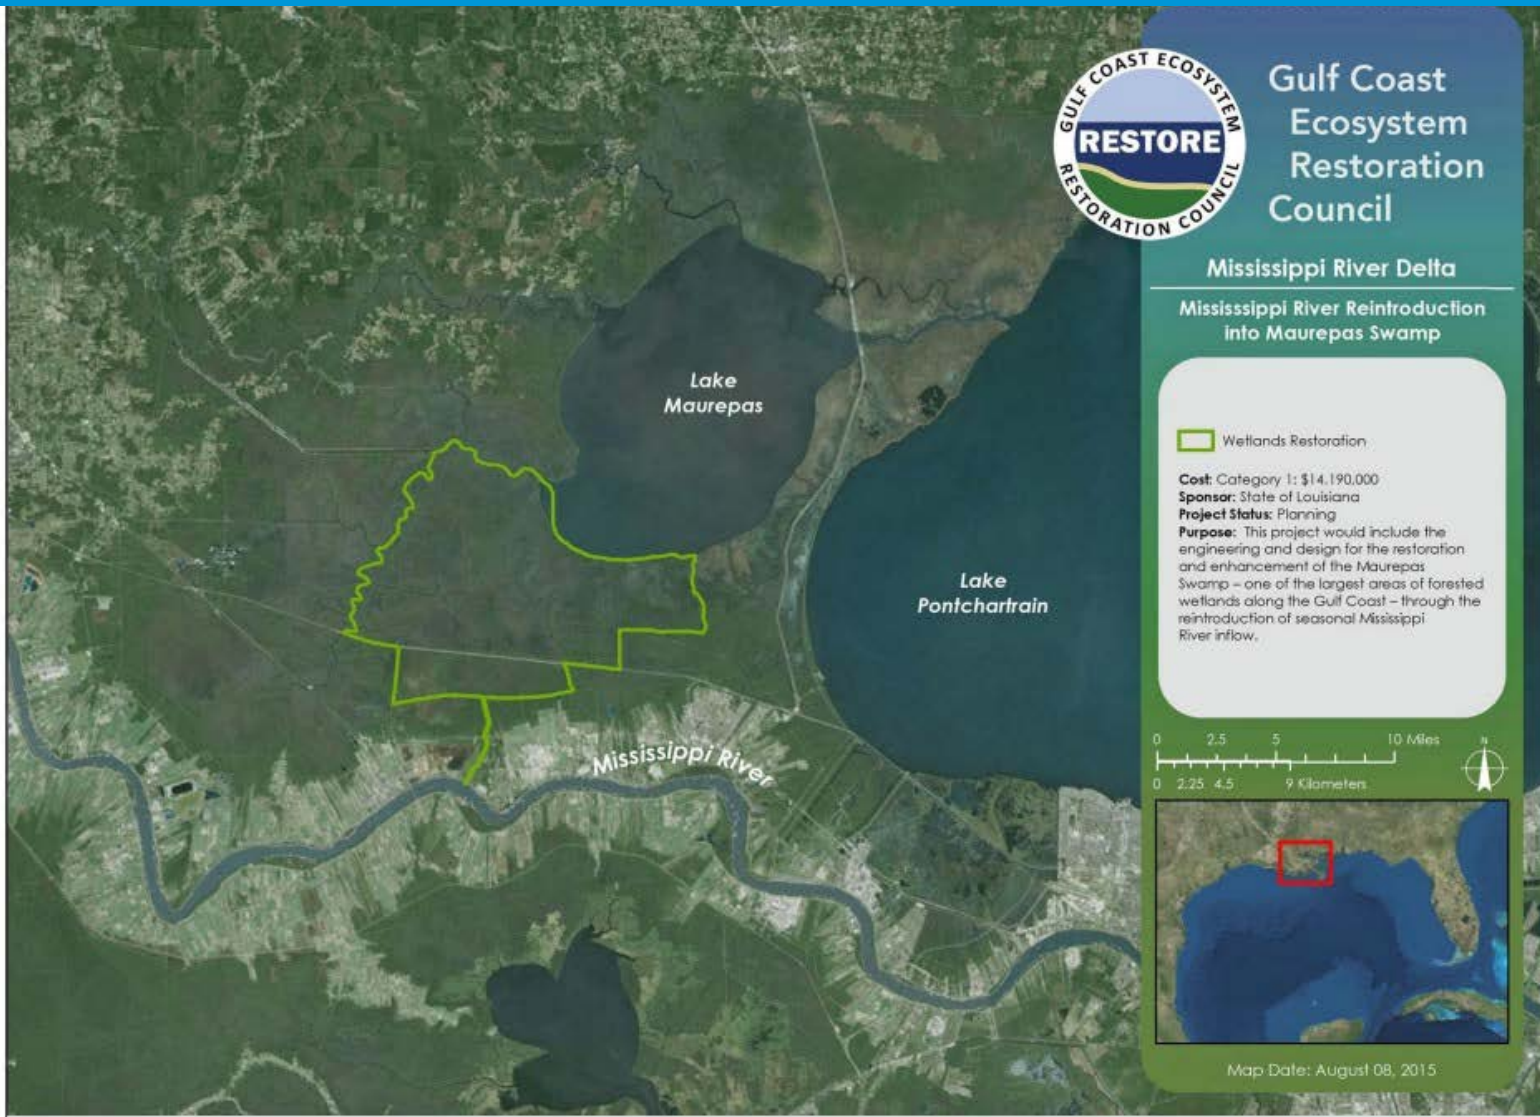 GULF COAST ECOSYSTEM
RESTORATION COUNCIL
RESTORE
Gulf Coast
Ecosystem
Restoration
Council
Mississippi River Delta
Mississsippi River Reintroduction
into Maurepas Swamp
Wetlands Restoration
Cost: Category 1: $14,190,000
Sponsor: State of Louisiana
Project Status: Planning
Purpose: This project would include the
engineering and design for the restoration
and enhancement of the Maurepas
Swamp – one of the largest areas of forested
wetlands along the Gulf Coast – through the
reintroduction of seasonal Mississippi
River inflow.
0 2.5 5 10 Miles
0 2.25 4.5 9 Kilometers
N
Map Date: August 08, 2015
Lake
Maurepas
Lake
Pontchartrain
Mississippi River